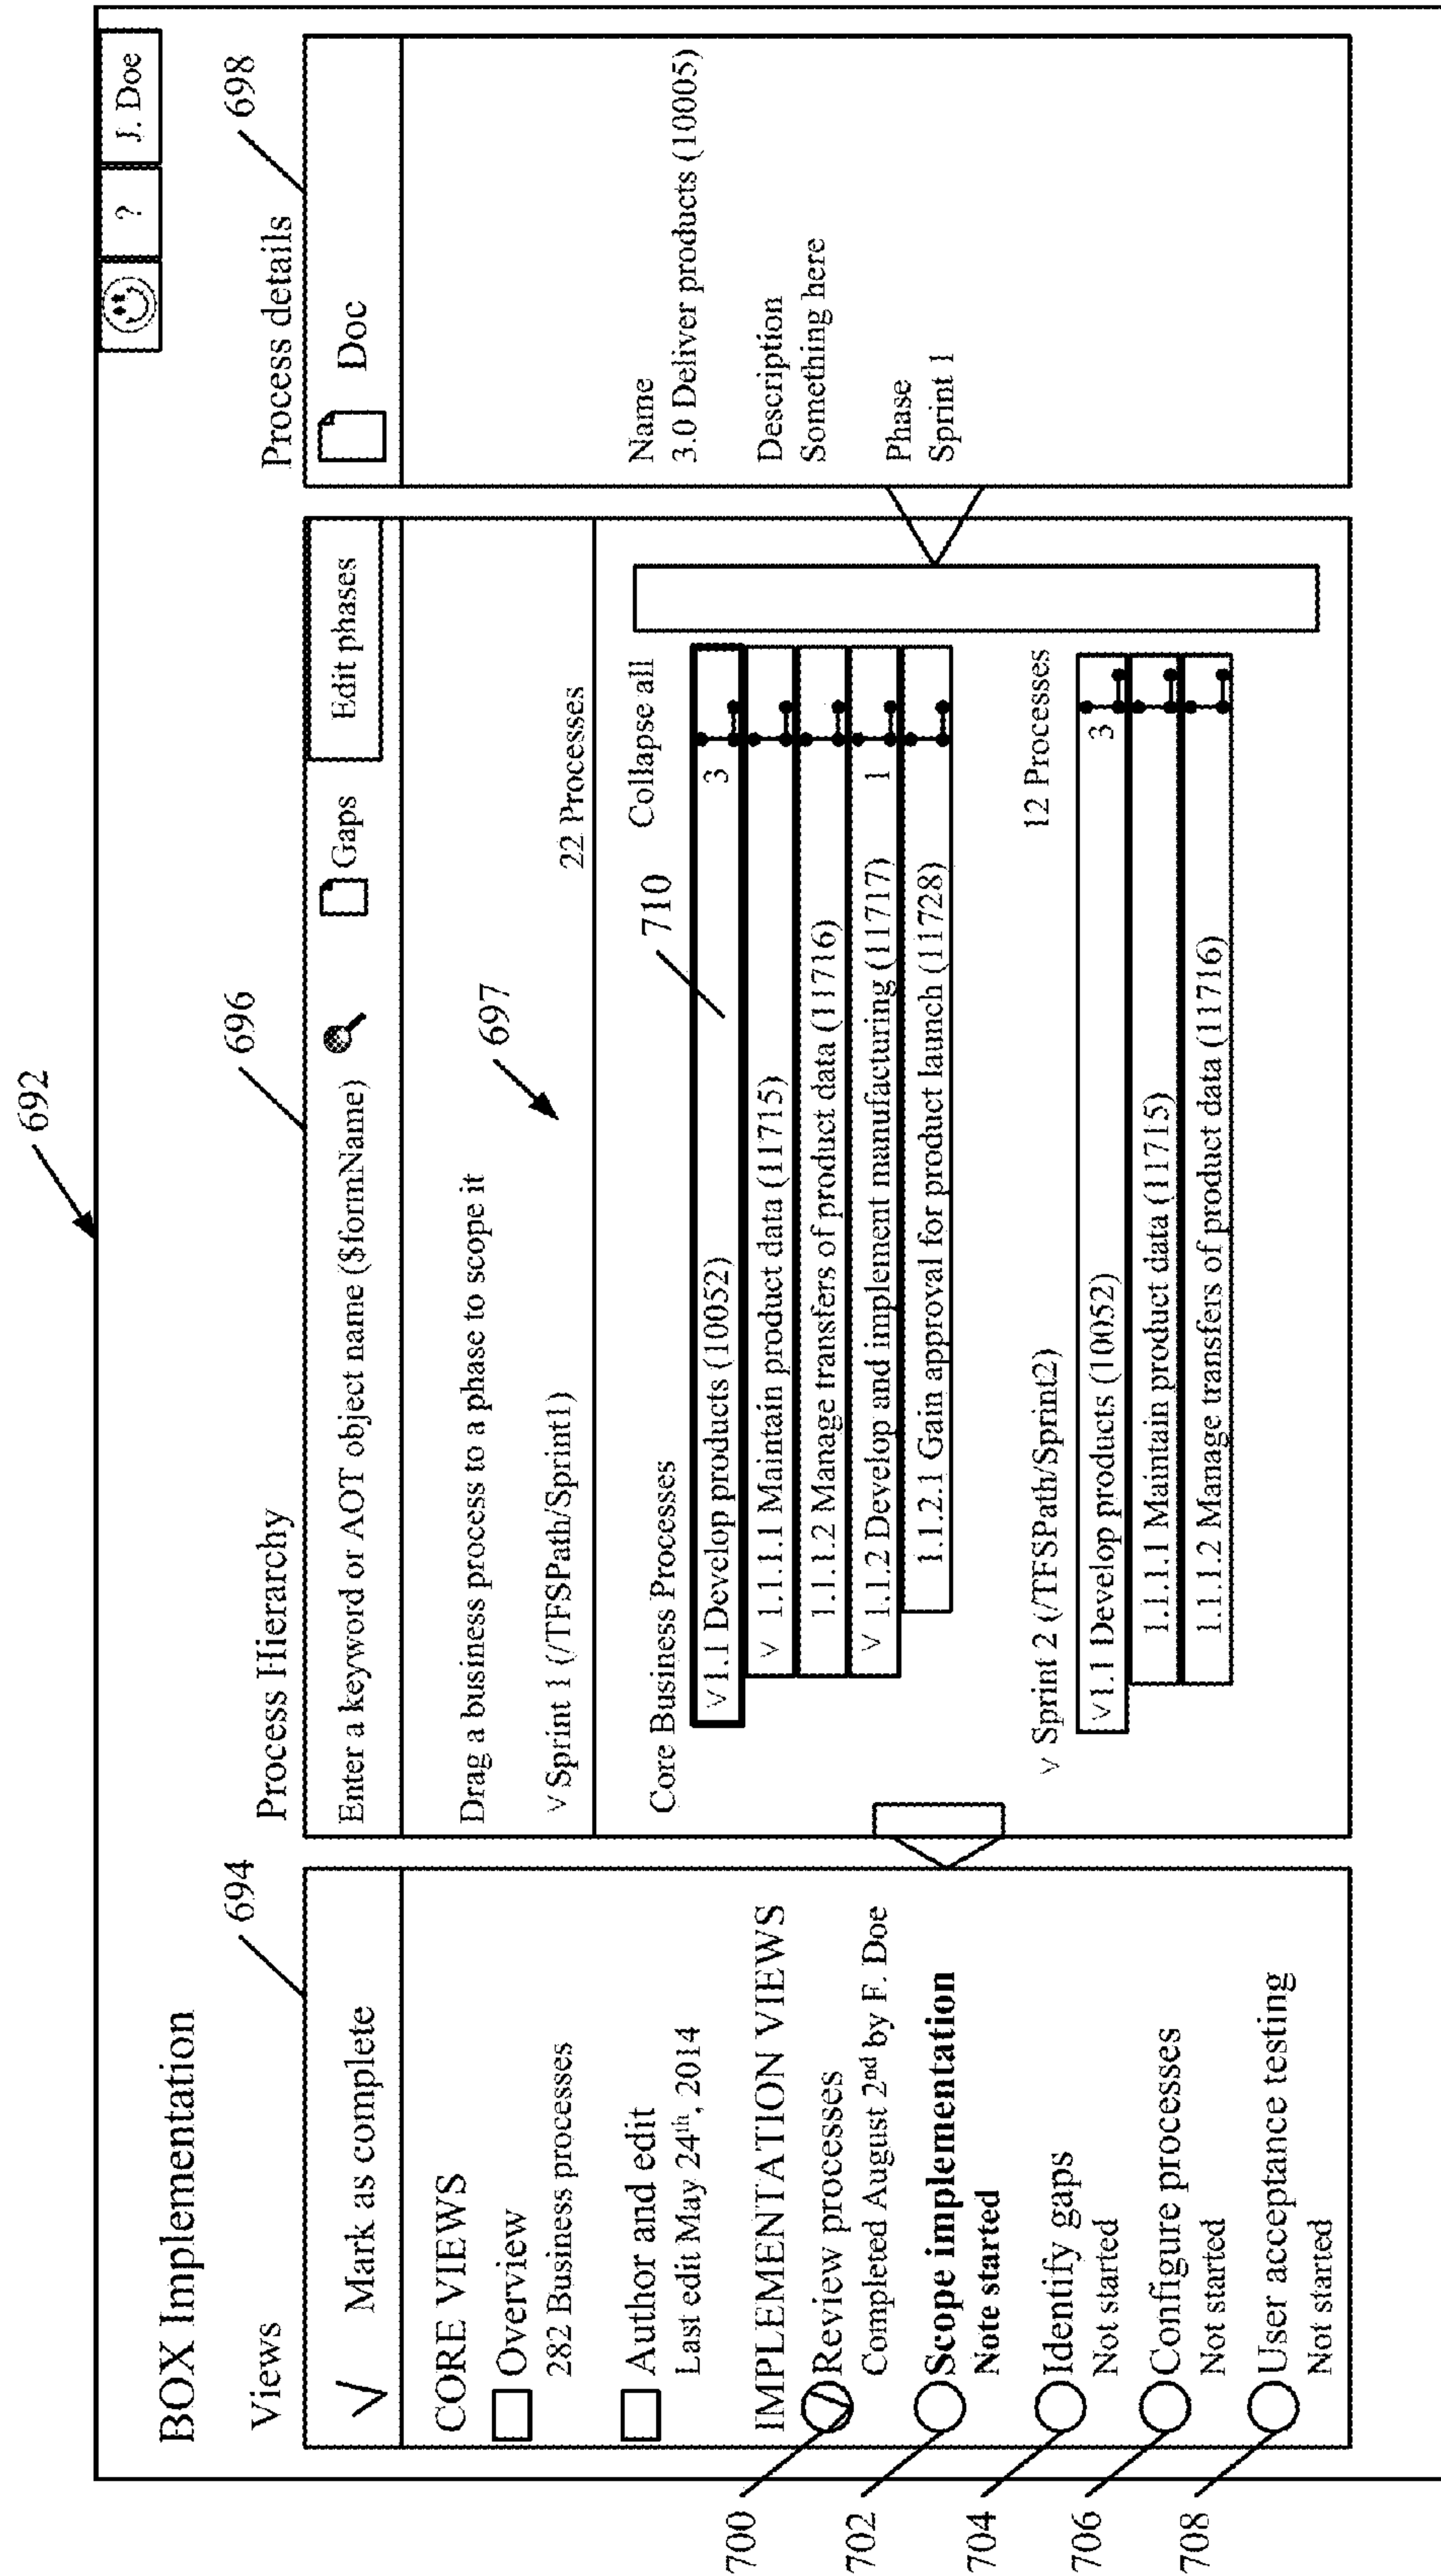 692
? J. Doe
BOX Implementation
Views
694
Mark as complete
CORE VIEWS
Overview
282 Business processes
Author and edit
Last edit May 24th, 2014
IMPLEMENTATION VIEWS
700
Review processes
Completed August 2nd by F. Doe
702
Scope implementation
Note started
704
Identify gaps
Not started
706
Configure processes
Not started
708
User acceptance testing
Not started
Process Hierarchy
696
Enter a keyword or AOT object name ($formName)
Gaps
Edit phases
Drag a business process to a phase to scope it
697
v Sprint 1 (/TFSPath/Sprint1)
22 Processes
Core Business Processes
710
Collapse all
v1.1 Develop products (10052) 3
v 1.1.1.1 Maintain product data (11715)
1.1.1.2 Manage transfers of product data (11716)
v 1.1.2 Develop and implement manufacturing (11717) 1
1.1.2.1 Gain approval for product launch (11728)
v Sprint 2 (/TFSPath/Sprint2)
12 Processes
v1.1 Develop products (10052) 3
1.1.1.1 Maintain product data (11715)
1.1.1.2 Manage transfers of product data (11716)
Process details
698
Doc
Name
3.0 Deliver products (10005)
Description
Something here
Phase
Sprint 1